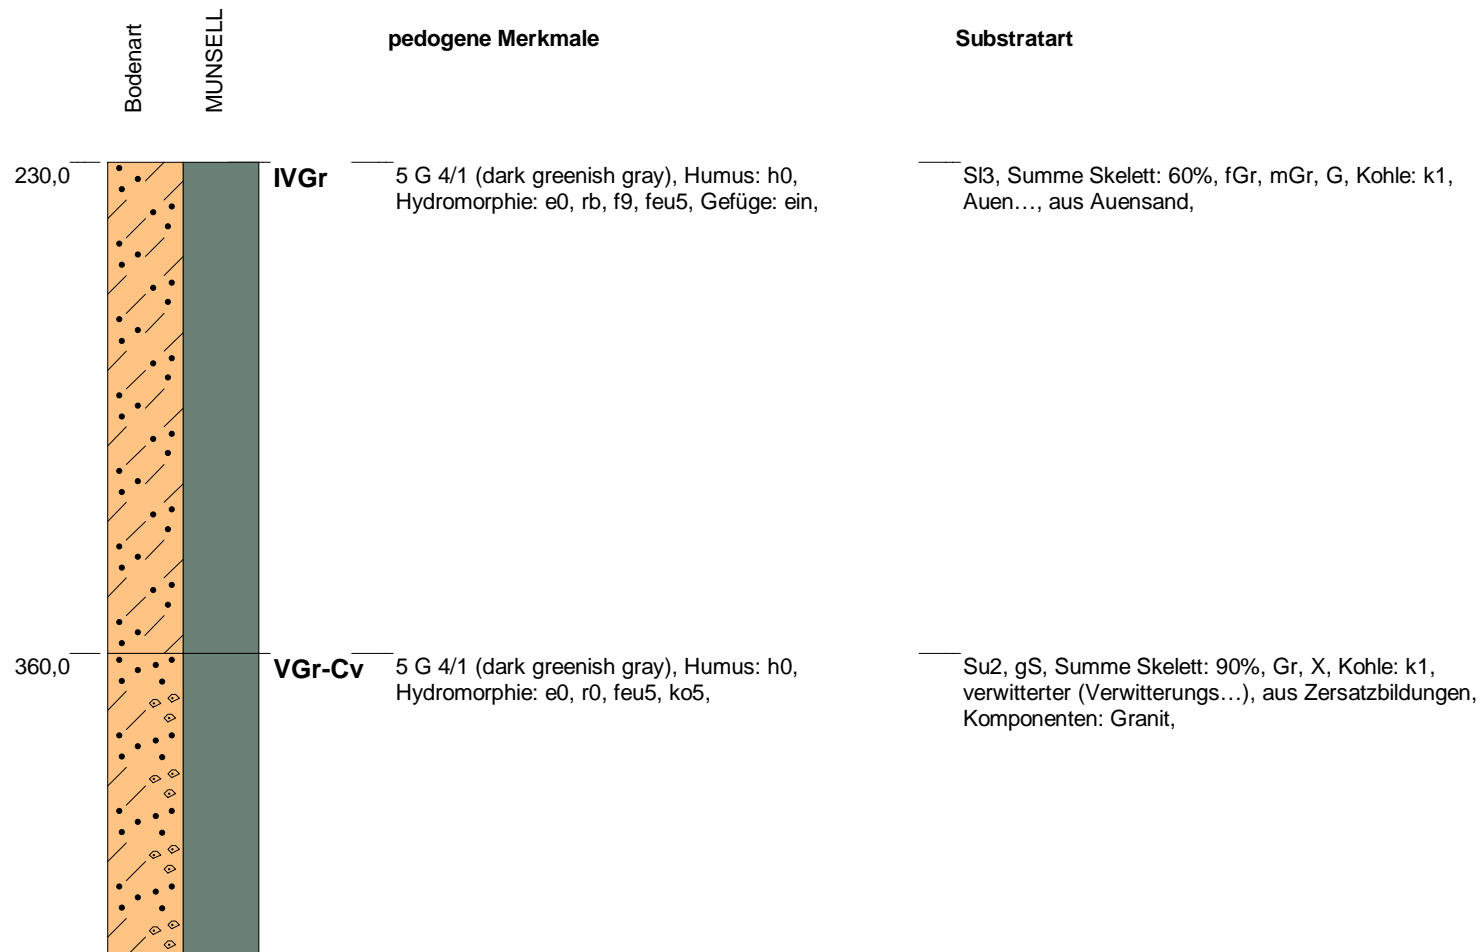 Bodenart
MUNSELL
pedogene Merkmale
Substratart
230,0
IVGr
5 G 4/1 (dark greenish gray), Humus: h0,
Hydromorphie: e0, rb, f9, feu5, Gefüge: ein,
Sl3, Summe Skelett: 60%, fGr, mGr, G, Kohle: k1,
Auen…, aus Auensand,
360,0
VGr-Cv
5 G 4/1 (dark greenish gray), Humus: h0,
Hydromorphie: e0, r0, feu5, ko5,
Su2, gS, Summe Skelett: 90%, Gr, X, Kohle: k1,
verwitterter (Verwitterungs…), aus Zersatzbildungen,
Komponenten: Granit,